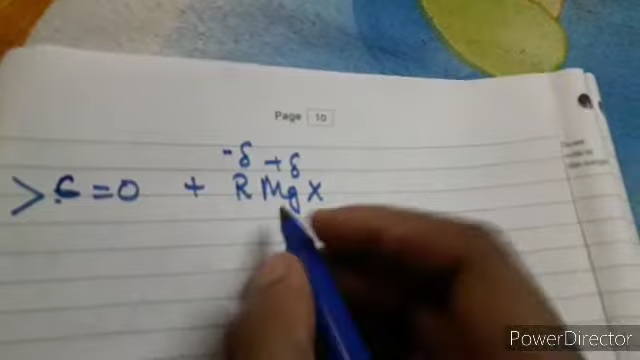 Page 10
-δ +δ
>C=O + RMgX
PowerDirector